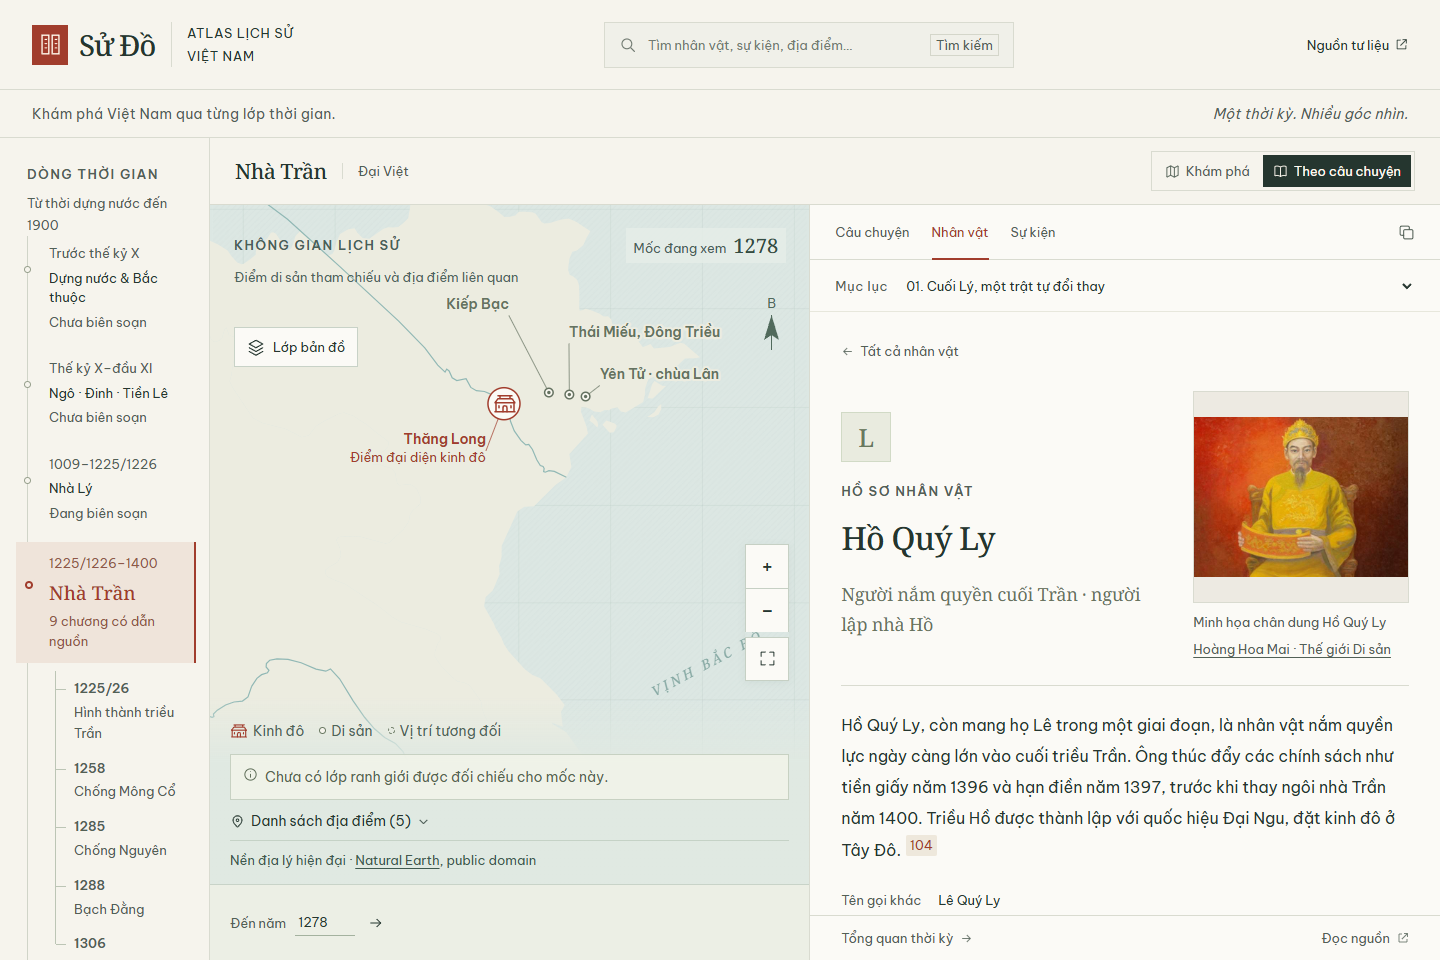 Sử Đồ
ATLAS LỊCH SỬ
VIỆT NAM
Tìm nhân vật, sự kiện, địa điểm...
Tìm kiếm
Nguồn tư liệu
Khám phá Việt Nam qua từng lớp thời gian.
Một thời kỳ. Nhiều góc nhìn.
DÒNG THỜI GIAN
Từ thời dựng nước đến
1900
Trước thế kỷ X
Dựng nước & Bắc
thuộc
Chưa biên soạn
Thế kỷ X–đầu XI
Ngô · Đinh · Tiền Lê
Chưa biên soạn
1009–1225/1226
Nhà Lý
Đang biên soạn
1225/1226–1400
Nhà Trần
9 chương có dẫn
nguồn
1225/26
Hình thành triều
Trần
1258
Chống Mông Cổ
1285
Chống Nguyên
1288
Bạch Đằng
1306
Nhà Trần
Đại Việt
Khám phá
Theo câu chuyện
KHÔNG GIAN LỊCH SỬ
Mốc đang xem 1278
Điểm di sản tham chiếu và địa điểm liên quan
Kiếp Bạc
B
Thái Miếu, Đông Triều
Lớp bản đồ
Yên Tử · chùa Lân
Thăng Long
Điểm đại diện kinh đô
+
−
VỊNH BẮC BỘ
Kinh đô
Di sản
Vị trí tương đối
Chưa có lớp ranh giới được đối chiếu cho mốc này.
Danh sách địa điểm (5)
Nền địa lý hiện đại · Natural Earth, public domain
Đến năm 1278
Câu chuyện
Nhân vật
Sự kiện
Mục lục
01. Cuối Lý, một trật tự đổi thay
← Tất cả nhân vật
L
HỒ SƠ NHÂN VẬT
Hồ Quý Ly
Người nắm quyền cuối Trần · người
lập nhà Hồ
Minh họa chân dung Hồ Quý Ly
Hoàng Hoa Mai · Thế giới Di sản
Hồ Quý Ly, còn mang họ Lê trong một giai đoạn, là nhân vật nắm quyền
lực ngày càng lớn vào cuối triều Trần. Ông thúc đẩy các chính sách như
tiền giấy năm 1396 và hạn điền năm 1397, trước khi thay ngôi nhà Trần
năm 1400. Triều Hồ được thành lập với quốc hiệu Đại Ngu, đặt kinh đô ở
Tây Đô. 104
Tên gọi khác
Lê Quý Ly
Tổng quan thời kỳ →
Đọc nguồn